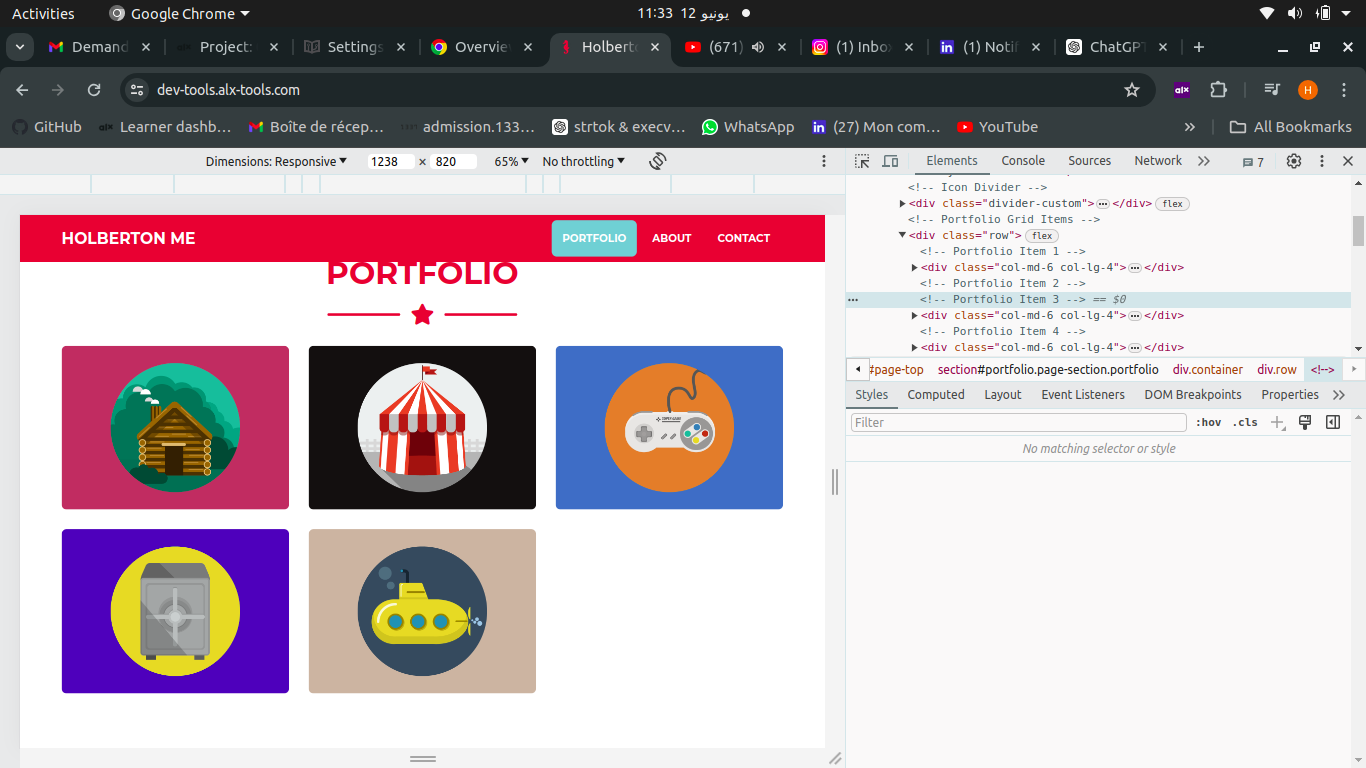 Activities Google Chrome 11:33 12 يونيو
Demand Project: Settings Overvie Holberto (671) (1) Inbo (1) Notif ChatGPT
dev-tools.alx-tools.com alx H
GitHub alx Learner dashb… Boîte de récep… admission.133… strtok & execv… WhatsApp (27) Mon com… YouTube » All Bookmarks
Dimensions: Responsive 1238 × 820 65% No throttling
Elements Console Sources Network » 7
<!-- Icon Divider -->
<div class="divider-custom">…</div> flex
<!-- Portfolio Grid Items -->
<div class="row"> flex
<!-- Portfolio Item 1 -->
<div class="col-md-6 col-lg-4">…</div>
<!-- Portfolio Item 2 -->
<!-- Portfolio Item 3 --> == $0
<div class="col-md-6 col-lg-4">…</div>
<!-- Portfolio Item 4 -->
<div class="col-md-6 col-lg-4">…</div>
#page-top section#portfolio.page-section.portfolio div.container div.row <!-->
Styles Computed Layout Event Listeners DOM Breakpoints Properties »
Filter :hov .cls
No matching selector or style
HOLBERTON ME PORTFOLIO ABOUT CONTACT
PORTFOLIO